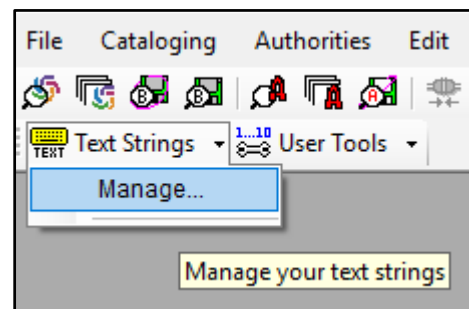 File Cataloging Authorities Edit
B B A A A
TEXT Text Strings 1...10 User Tools
Manage...
Manage your text strings